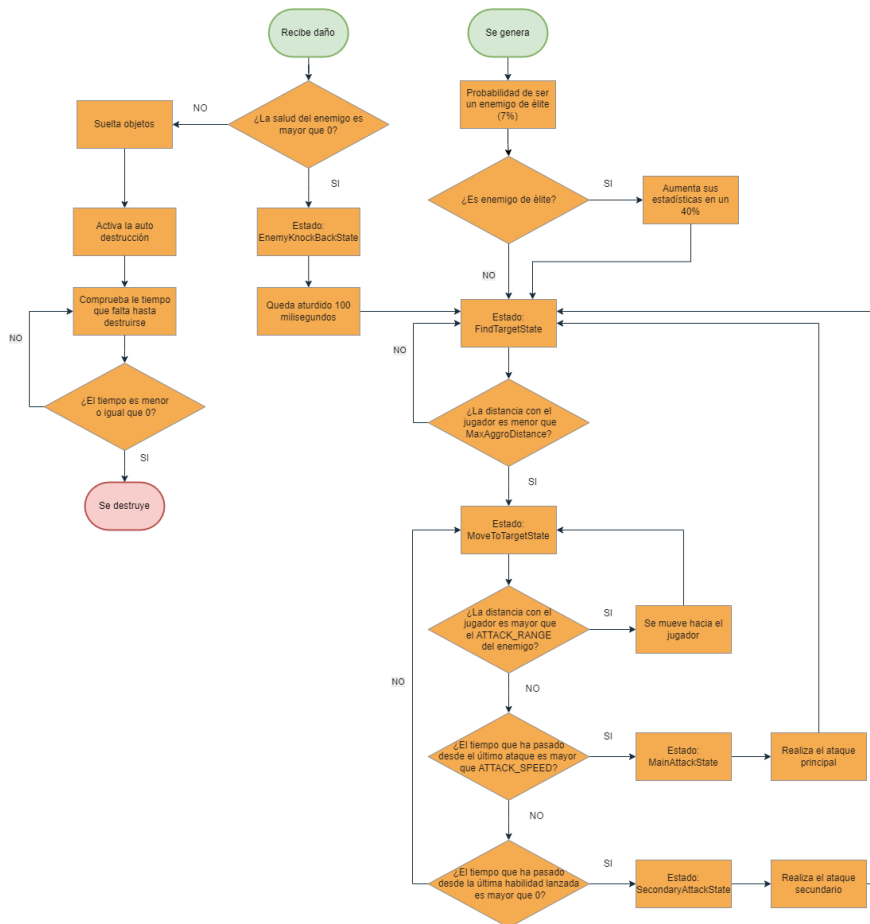 Recibe daño
Se genera
Probabilidad de ser
un enemigo de élite
(7%)
¿La salud del enemigo es
mayor que 0?
NO
Suelta objetos
SI
¿Es enemigo de élite?
SI
Aumenta sus
estadísticas en un
40%
Activa la auto
destrucción
Estado:
EnemyKnockBackState
NO
Comprueba le tiempo
que falta hasta
destruirse
Queda aturdido 100
milisegundos
Estado:
FindTargetState
NO
NO
¿El tiempo es menor
o igual que 0?
¿La distancia con el
jugador es menor que
MaxAggroDistance?
SI
SI
Se destruye
Estado:
MoveToTargetState
¿La distancia con el
jugador es mayor que
el ATTACK_RANGE
del enemigo?
SI
Se mueve hacia el
jugador
NO
NO
¿El tiempo que ha pasado
desde el último ataque es mayor
que ATTACK_SPEED?
SI
Estado:
MainAttackState
Realiza el ataque
principal
NO
¿El tiempo que ha pasado
desde la última habilidad lanzada
es mayor que 0?
SI
Estado:
SecondaryAttackState
Realiza el ataque
secundario